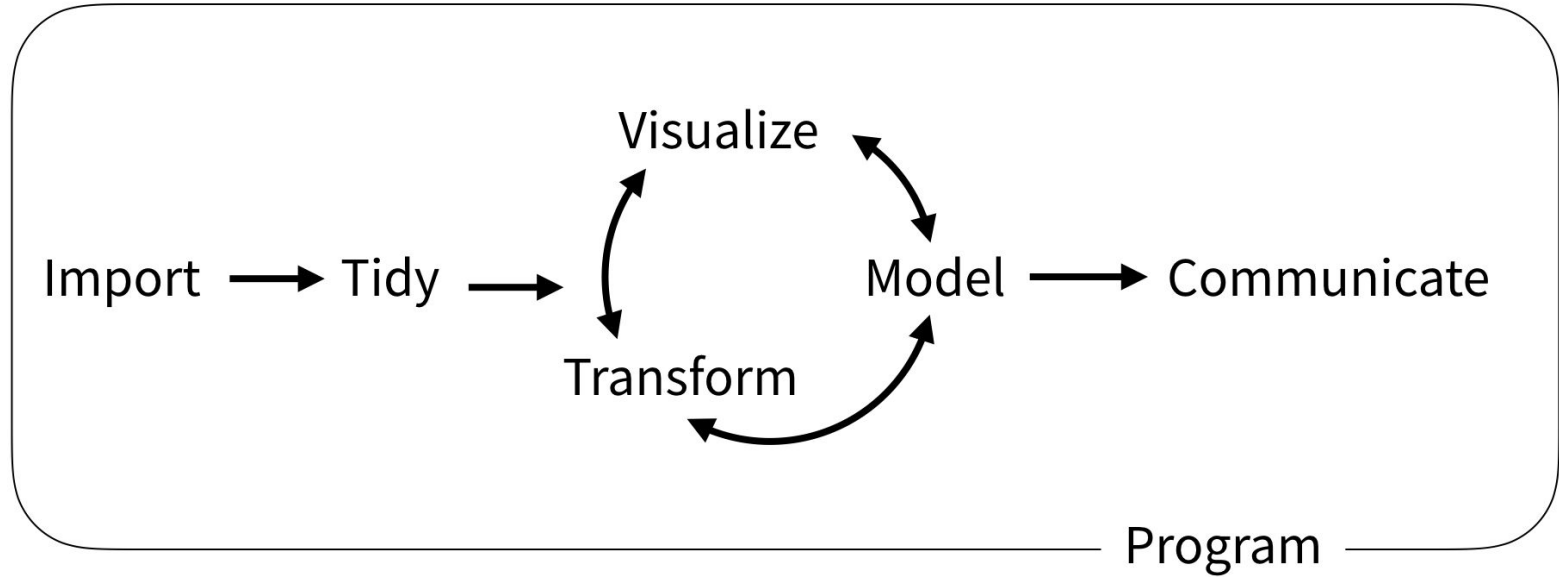 Visualize
Import
Tidy
Model
Communicate
Transform
Program